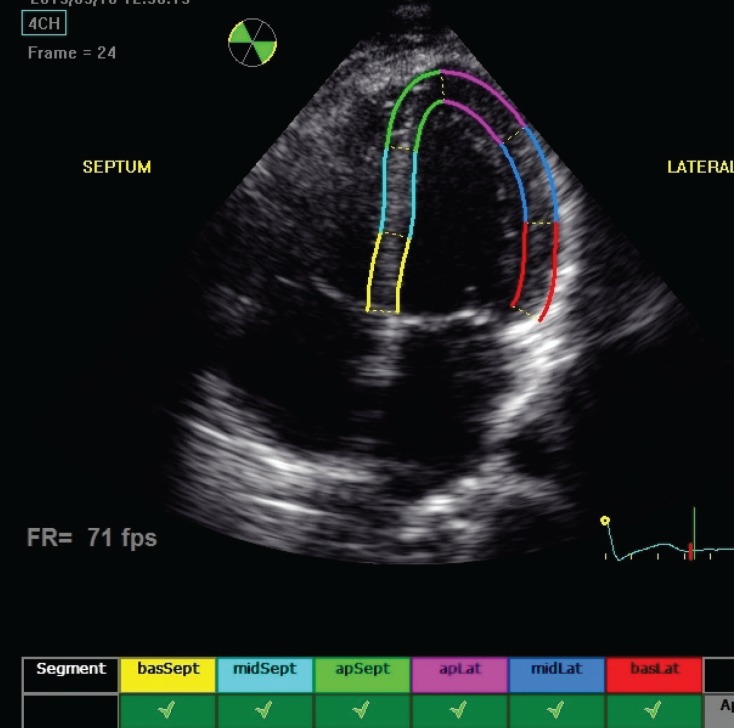 4CH
Frame = 24
SEPTUM
LATERAL
FR= 71 fps
Segment basSept midSept apSept apLat midLat basLat